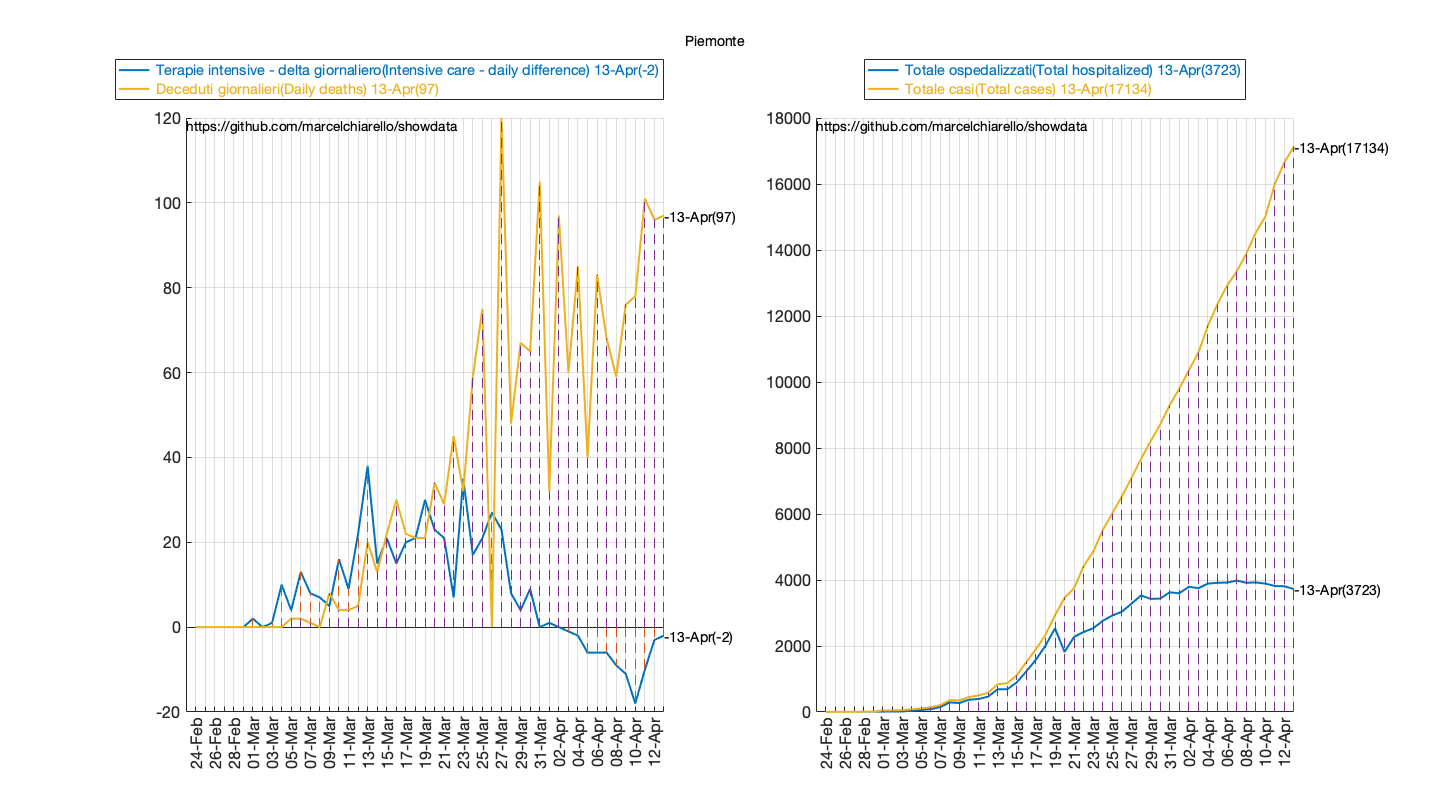 Piemonte
Terapie intensive - delta giornaliero(Intensive care - daily difference) 13-Apr(-2)
Deceduti giornalieri(Daily deaths) 13-Apr(97)
https://github.com/marcelchiarello/showdata
120
100
80
60
40
20
0
-20
-13-Apr(97)
-13-Apr(-2)
24-Feb
26-Feb
28-Feb
01-Mar
03-Mar
05-Mar
07-Mar
09-Mar
11-Mar
13-Mar
15-Mar
17-Mar
19-Mar
21-Mar
23-Mar
25-Mar
27-Mar
29-Mar
31-Mar
02-Apr
04-Apr
06-Apr
08-Apr
10-Apr
12-Apr
Totale ospedalizzati(Total hospitalized) 13-Apr(3723)
Totale casi(Total cases) 13-Apr(17134)
https://github.com/marcelchiarello/showdata
18000
16000
14000
12000
10000
8000
6000
4000
2000
0
-13-Apr(17134)
-13-Apr(3723)
24-Feb
26-Feb
28-Feb
01-Mar
03-Mar
05-Mar
07-Mar
09-Mar
11-Mar
13-Mar
15-Mar
17-Mar
19-Mar
21-Mar
23-Mar
25-Mar
27-Mar
29-Mar
31-Mar
02-Apr
04-Apr
06-Apr
08-Apr
10-Apr
12-Apr